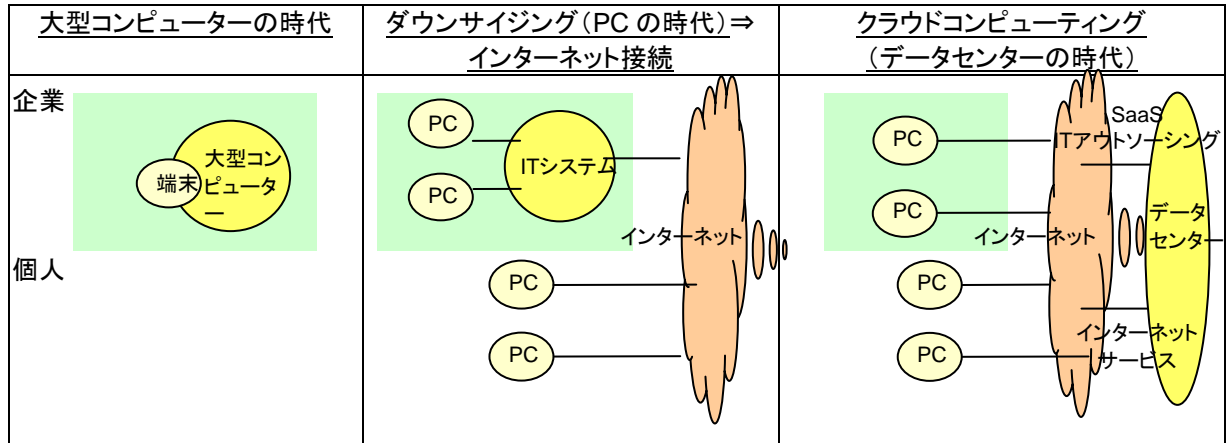 大型コンピューターの時代
ダウンサイジング（PC の時代）⇒
インターネット接続
クラウドコンピューティング
（データセンターの時代）
企業
端末
大型コン
ピュータ
ー
PC
PC
ITシステム
インターネット
PC
PC
SaaS
ITアウトソーシング
PC
PC
データ
センター
インターネット
個人
PC
PC
インターネット
サービス